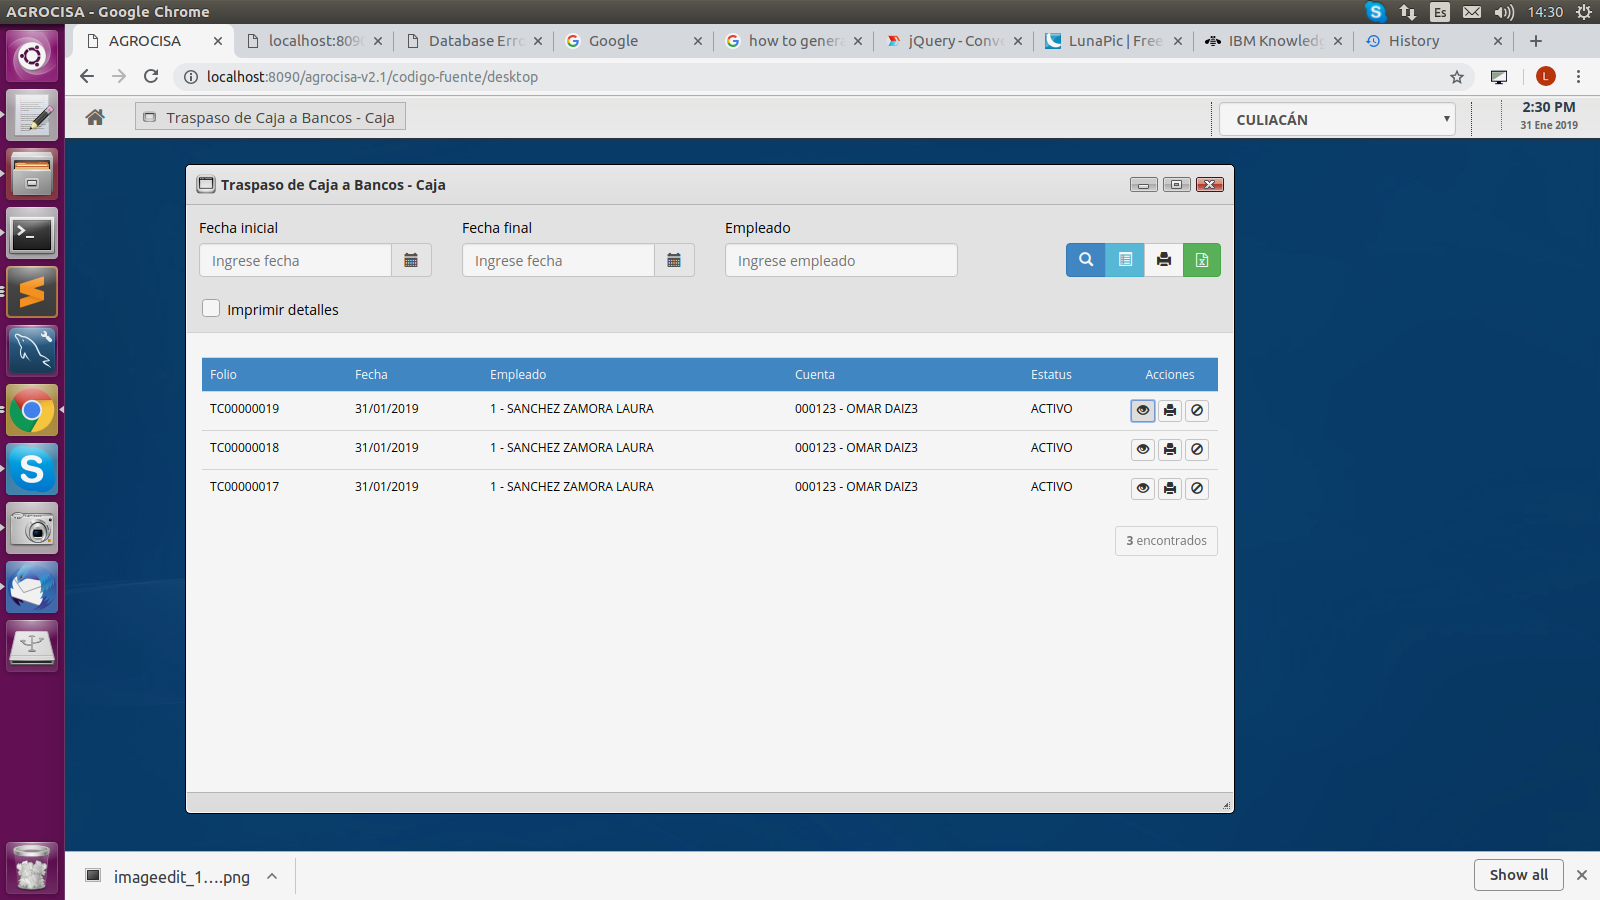 AGROCISA - Google Chrome
Es
14:30
AGROCISA
localhost:809
Database Erro
Google
how to genera
jQuery - Conve
LunaPic | Free
IBM Knowledg
History
localhost:8090/agrocisa-v2.1/codigo-fuente/desktop
L
Traspaso de Caja a Bancos - Caja
CULIACÁN
2:30 PM
31 Ene 2019
Traspaso de Caja a Bancos - Caja
Fecha inicial
Fecha final
Empleado
Ingrese fecha
Ingrese fecha
Ingrese empleado
Imprimir detalles
Folio Fecha Empleado Cuenta Estatus Acciones
TC00000019 31/01/2019 1 - SANCHEZ ZAMORA LAURA 000123 - OMAR DAIZ3 ACTIVO
TC00000018 31/01/2019 1 - SANCHEZ ZAMORA LAURA 000123 - OMAR DAIZ3 ACTIVO
TC00000017 31/01/2019 1 - SANCHEZ ZAMORA LAURA 000123 - OMAR DAIZ3 ACTIVO
3 encontrados
imageedit_1....png
Show all